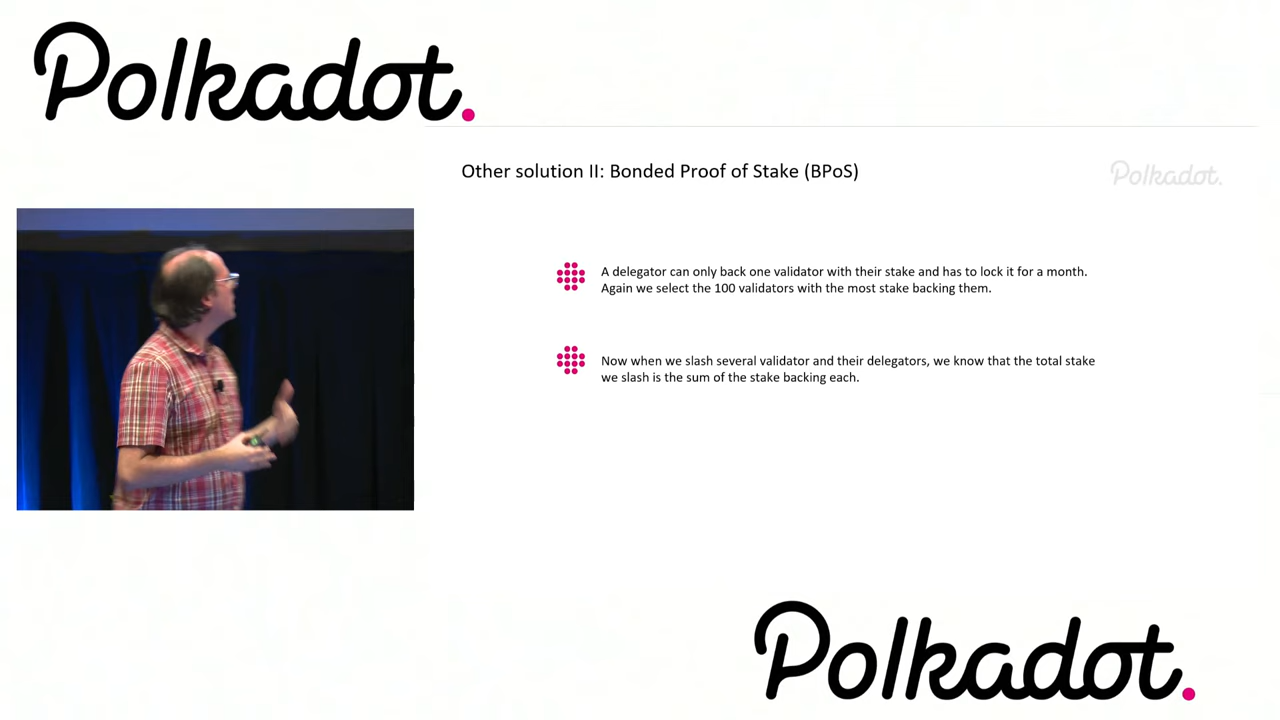 Polkadot.
Other solution II: Bonded Proof of Stake (BPoS)
Polkadot.
A delegator can only back one validator with their stake and has to lock it for a month.
Again we select the 100 validators with the most stake backing them.
Now when we slash several validator and their delegators, we know that the total stake
we slash is the sum of the stake backing each.
Polkadot.